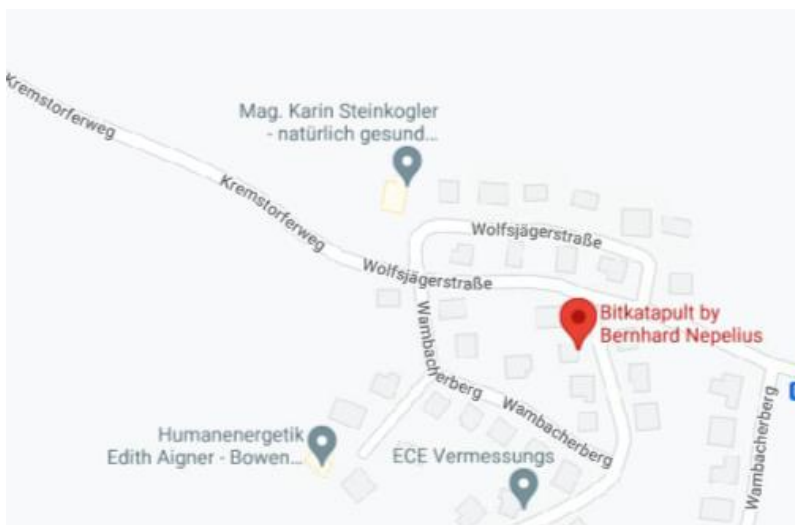 Kremstorferweg
Mag. Karin Steinkogler
- natürlich gesund...
Kremstorferweg
Wolfsjägerstraße
Wolfsjägerstraße
Bitkatapult by
Bernhard Nepelius
Wambacherberg
Wambacherberg
Wambacherberg
Humanenergetik
Edith Aigner - Bowen...
ECE Vermessungs